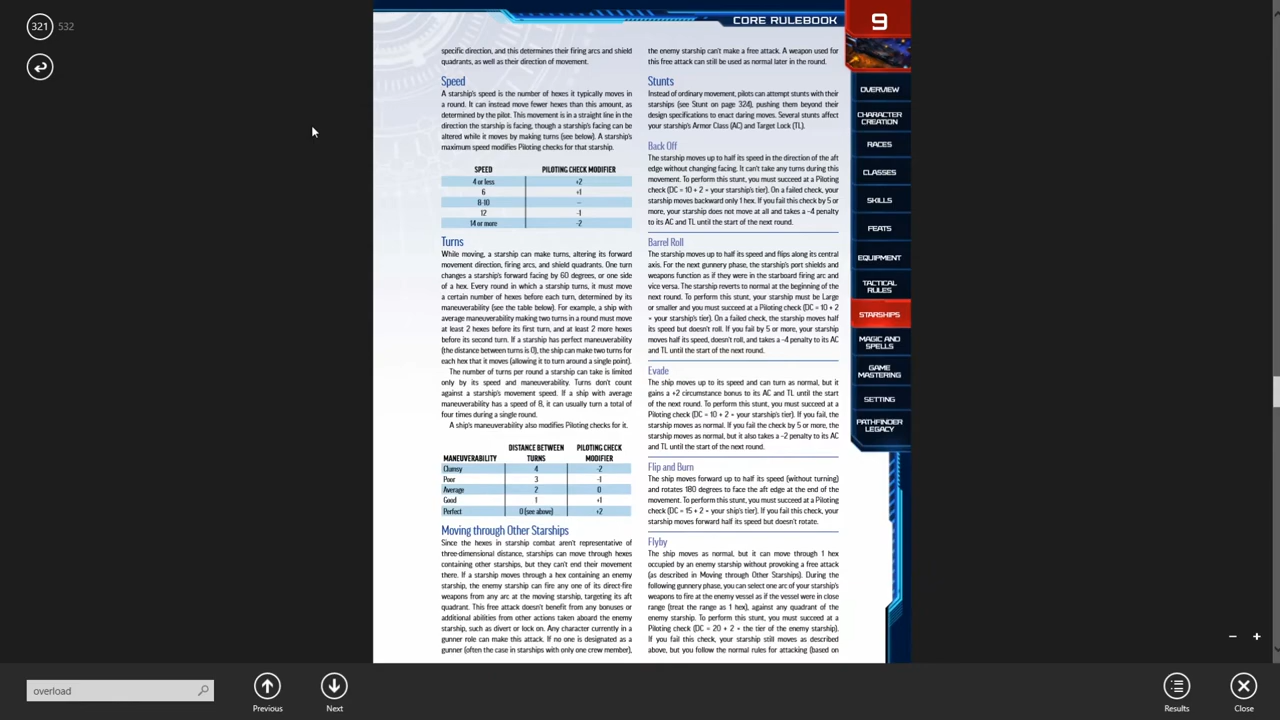 321 532
CORE RULEBOOK
9
specific direction, and this determines their firing arcs and shield
quadrants, as well as their direction of movement.
Speed
A starship's speed is the number of hexes it typically moves in
a round. It can instead move fewer hexes than this amount, as
determined by the pilot. This movement is in a straight line in the
direction the starship is facing, though a starship's facing can be
altered while it moves by making turns (see below). A starship's
maximum speed modifies Piloting checks for that starship.
SPEED PILOTING CHECK MODIFIER
4 or less +2
6 +1
8-10 –
12 -1
14 or more -2
Turns
While moving, a starship can make turns, altering its forward
movement direction, firing arcs, and shield quadrants. One turn
changes a starship's forward facing by 60 degrees, or one side
of a hex. Every round in which a starship turns, it must move
a certain number of hexes before each turn, determined by its
maneuverability (see the table below). For example, a ship with
average maneuverability making two turns in a round must move
at least 2 hexes before its first turn, and at least 2 more hexes
before its second turn. If a starship has perfect maneuverability
(the distance between turns is 0), the ship can make two turns for
each hex that it moves (allowing it to turn around a single point).
The number of turns per round a starship can take is limited
only by its speed and maneuverability. Turns don't count
against a starship's movement speed. If a ship with average
maneuverability has a speed of 8, it can usually turn a total of
four times during a single round.
A ship's maneuverability also modifies Piloting checks for it.
DISTANCE BETWEEN PILOTING CHECK
MANEUVERABILITY TURNS MODIFIER
Clumsy 4 -2
Poor 3 -1
Average 2 0
Good 1 +1
Perfect 0 (see above) +2
Moving through Other Starships
Since the hexes in starship combat aren't representative of
three-dimensional distance, starships can move through hexes
containing other starships, but they can't end their movement
there. If a starship moves through a hex containing an enemy
starship, the enemy starship can fire any one of its direct-fire
weapons from any arc at the moving starship, targeting its aft
quadrant. This free attack doesn't benefit from any bonuses or
additional abilities from other actions taken aboard the enemy
starship, such as divert or lock on. Any character currently in a
gunner role can make this attack. If no one is designated as a
gunner (often the case in starships with only one crew member),
the enemy starship can't make a free attack. A weapon used for
this free attack can still be used as normal later in the round.
Stunts
Instead of ordinary movement, pilots can attempt stunts with their
starships (see Stunt on page 324), pushing them beyond their
design specifications to enact daring moves. Several stunts affect
your starship's Armor Class (AC) and Target Lock (TL).
Back Off
The starship moves up to half its speed in the direction of the aft
edge without changing facing. It can't take any turns during this
movement. To perform this stunt, you must succeed at a Piloting
check (DC = 10 + 2 × your starship's tier). On a failed check, your
starship moves backward only 1 hex. If you fail this check by 5 or
more, your starship does not move at all and takes a –4 penalty
to its AC and TL until the start of the next round.
Barrel Roll
The starship moves up to half its speed and flips along its central
axis. For the next gunnery phase, the starship's port shields and
weapons function as if they were in the starboard firing arc and
vice versa. The starship reverts to normal at the beginning of the
next round. To perform this stunt, your starship must be Large
or smaller and you must succeed at a Piloting check (DC = 10 + 2
× your starship's tier). On a failed check, the starship moves half
its speed but doesn't roll. If you fail by 5 or more, your starship
moves half its speed, doesn't roll, and takes a –4 penalty to its AC
and TL until the start of the next round.
Evade
The ship moves up to its speed and can turn as normal, but it
gains a +2 circumstance bonus to its AC and TL until the start
of the next round. To perform this stunt, you must succeed at a
Piloting check (DC = 10 + 2 × your starship's tier). If you fail, the
starship moves as normal. If you fail the check by 5 or more, the
starship moves as normal, but it also takes a –2 penalty to its AC
and TL until the start of the next round.
Flip and Burn
The ship moves forward up to half its speed (without turning)
and rotates 180 degrees to face the aft edge at the end of the
movement. To perform this stunt, you must succeed at a Piloting
check (DC = 15 + 2 × your ship's tier). If you fail this check, your
starship moves forward half its speed but doesn't rotate.
Flyby
The ship moves as normal, but it can move through 1 hex
occupied by an enemy starship without provoking a free attack
(as described in Moving through Other Starships). During the
following gunnery phase, you can select one arc of your starship's
weapons to fire at the enemy vessel as if the vessel were in close
range (treat the range as 1 hex), against any quadrant of the
enemy starship. To perform this stunt, you must succeed at a
Piloting check (DC = 20 + 2 × the tier of the enemy starship).
If you fail this check, your starship still moves as described
above, but you follow the normal rules for attacking (based on
OVERVIEW
CHARACTER
CREATION
RACES
CLASSES
SKILLS
FEATS
EQUIPMENT
TACTICAL
RULES
STARSHIPS
MAGIC AND
SPELLS
GAME
MASTERING
SETTING
PATHFINDER
LEGACY
overload
Previous
Next
Results
Close